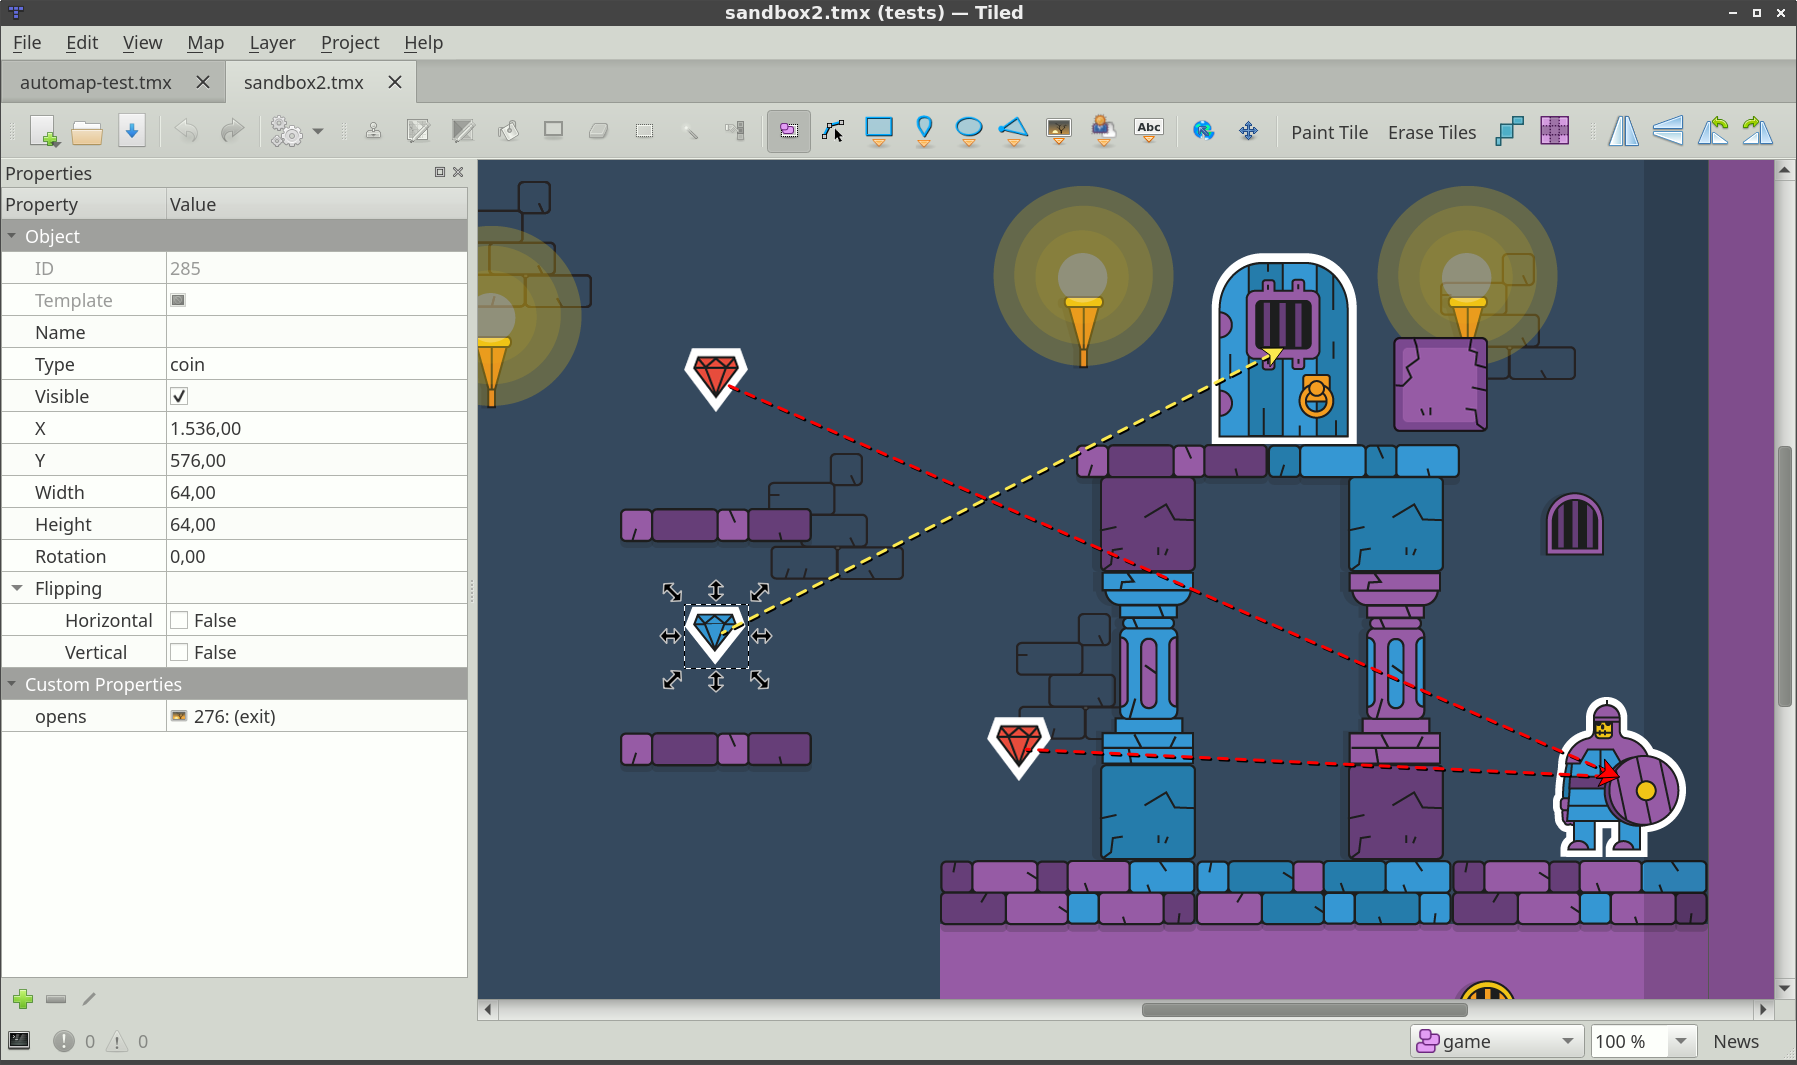 sandbox2.tmx (tests) — Tiled
File Edit View Map Layer Project Help
automap-test.tmx sandbox2.tmx
Abc Paint Tile Erase Tiles
Properties
Property Value
Object
ID 285
Template
Name
Type coin
Visible
X 1.536,00
Y 576,00
Width 64,00
Height 64,00
Rotation 0,00
Flipping
Horizontal False
Vertical False
Custom Properties
opens 276: (exit)
0 0 game 100 % News